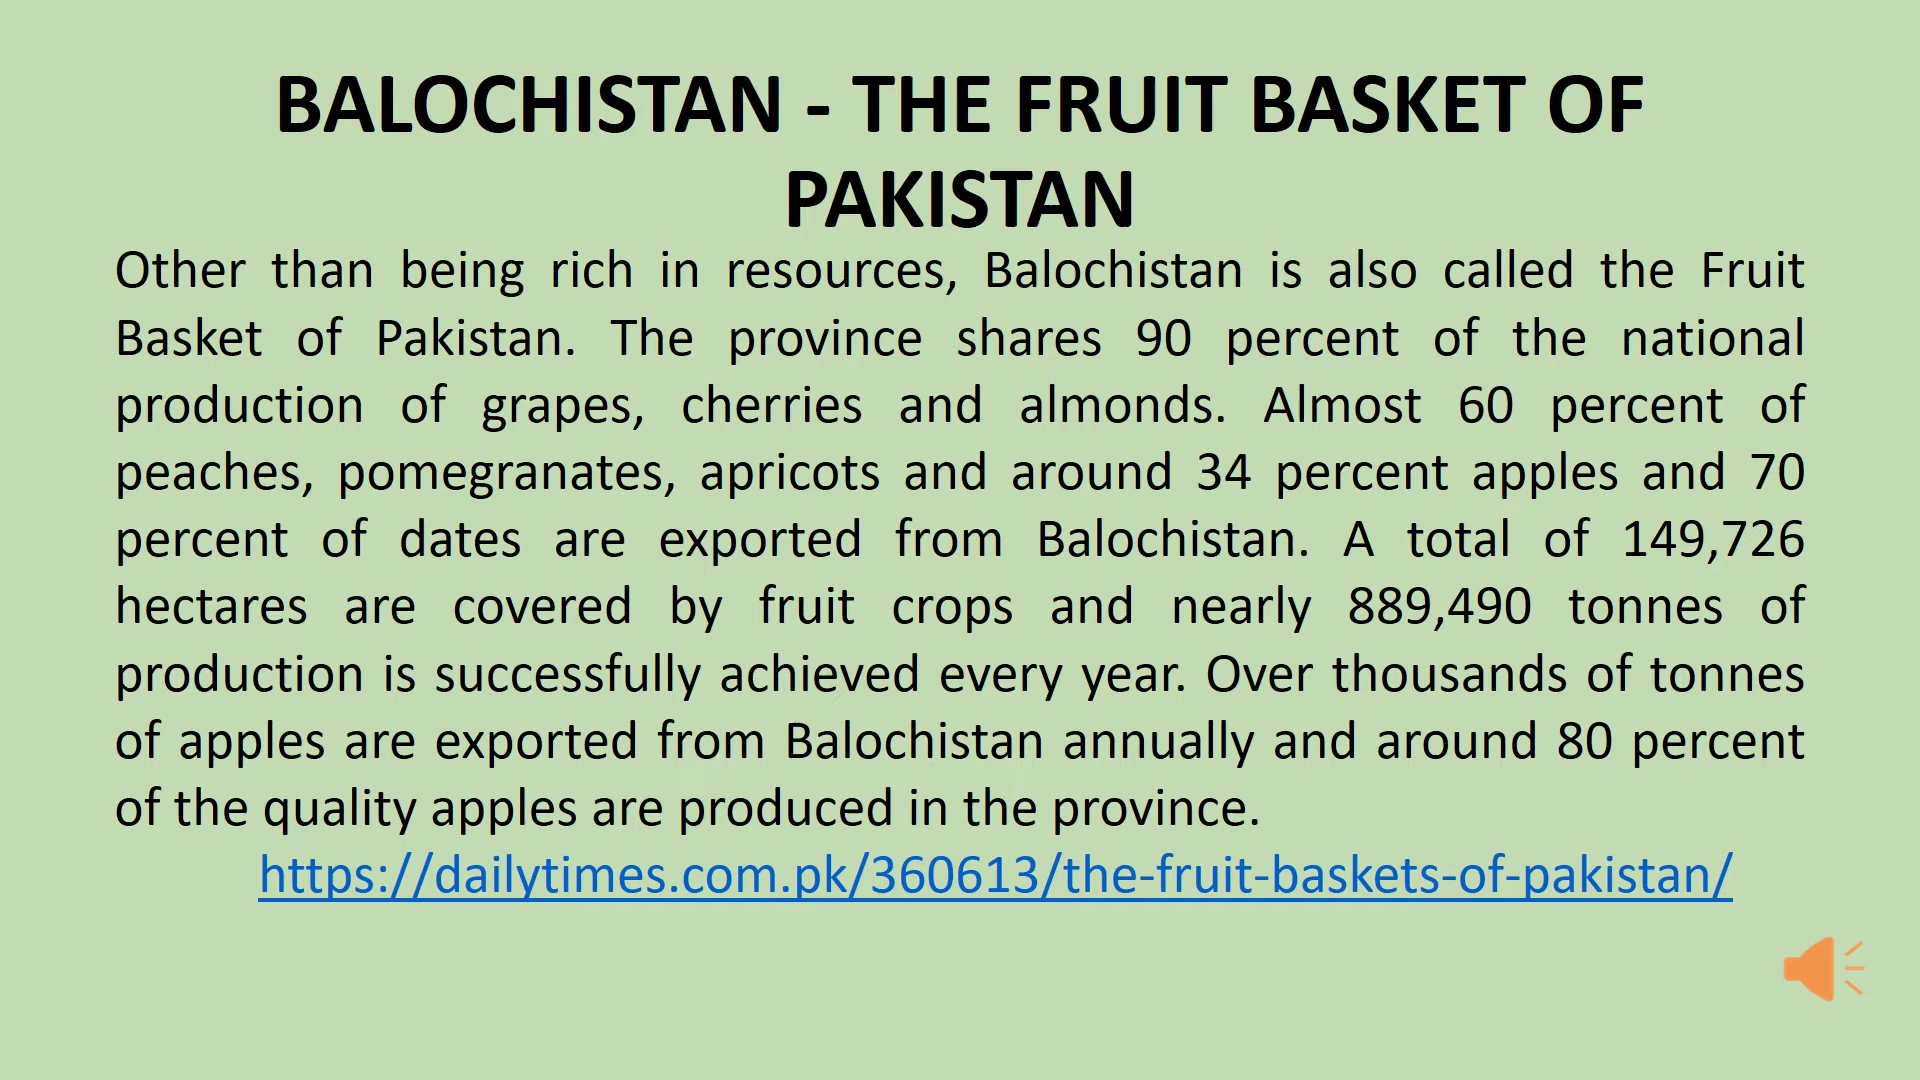 BALOCHISTAN - THE FRUIT BASKET OF
PAKISTAN
Other than being rich in resources, Balochistan is also called the Fruit
Basket of Pakistan. The province shares 90 percent of the national
production of grapes, cherries and almonds. Almost 60 percent of
peaches, pomegranates, apricots and around 34 percent apples and 70
percent of dates are exported from Balochistan. A total of 149,726
hectares are covered by fruit crops and nearly 889,490 tonnes of
production is successfully achieved every year. Over thousands of tonnes
of apples are exported from Balochistan annually and around 80 percent
of the quality apples are produced in the province.
https://dailytimes.com.pk/360613/the-fruit-baskets-of-pakistan/